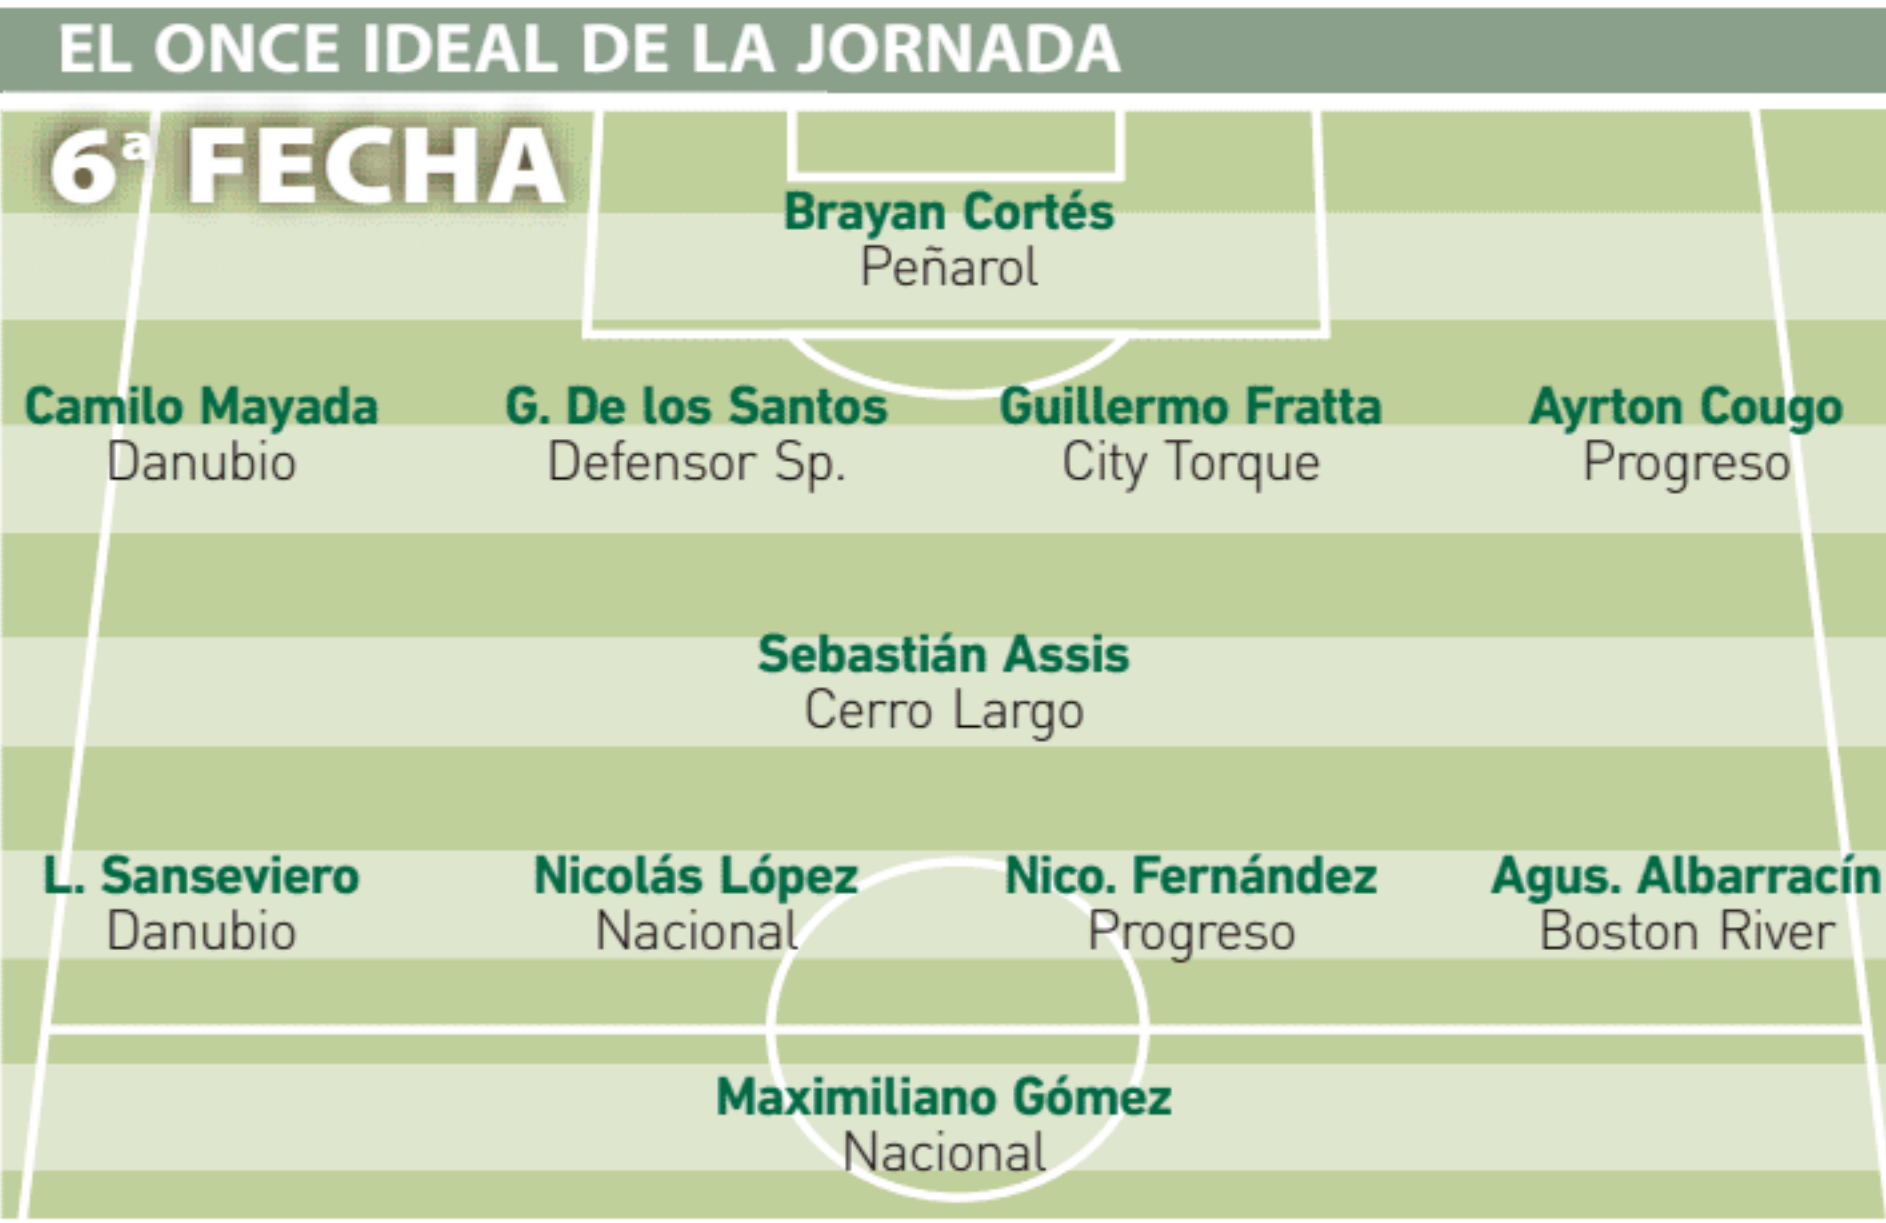 EL ONCE IDEAL DE LA JORNADA
6ª FECHA
Brayan Cortés
Peñarol
Camilo Mayada
Danubio
G. De los Santos
Defensor Sp.
Guillermo Fratta
City Torque
Ayrton Cougo
Progreso
Sebastián Assis
Cerro Largo
L. Sanseviero
Danubio
Nicolás López
Nacional
Nico. Fernández
Progreso
Agus. Albarracín
Boston River
Maximiliano Gómez
Nacional